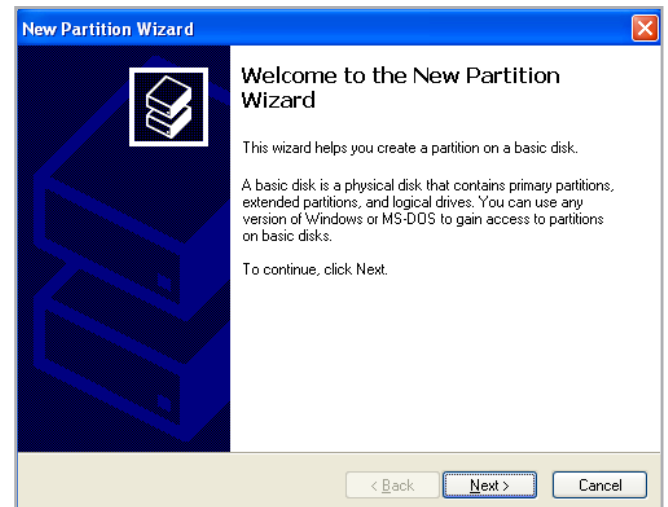 New Partition Wizard
Welcome to the New Partition
Wizard
This wizard helps you create a partition on a basic disk.
A basic disk is a physical disk that contains primary partitions,
extended partitions, and logical drives. You can use any
version of Windows or MS-DOS to gain access to partitions
on basic disks.
To continue, click Next.
< Back Next > Cancel